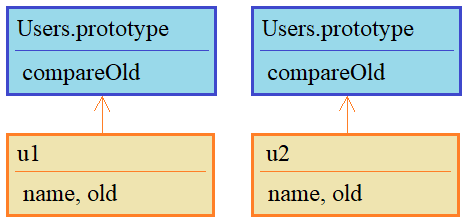 Users.prototype
compareOld
u1
name, old
Users.prototype
compareOld
u2
name, old